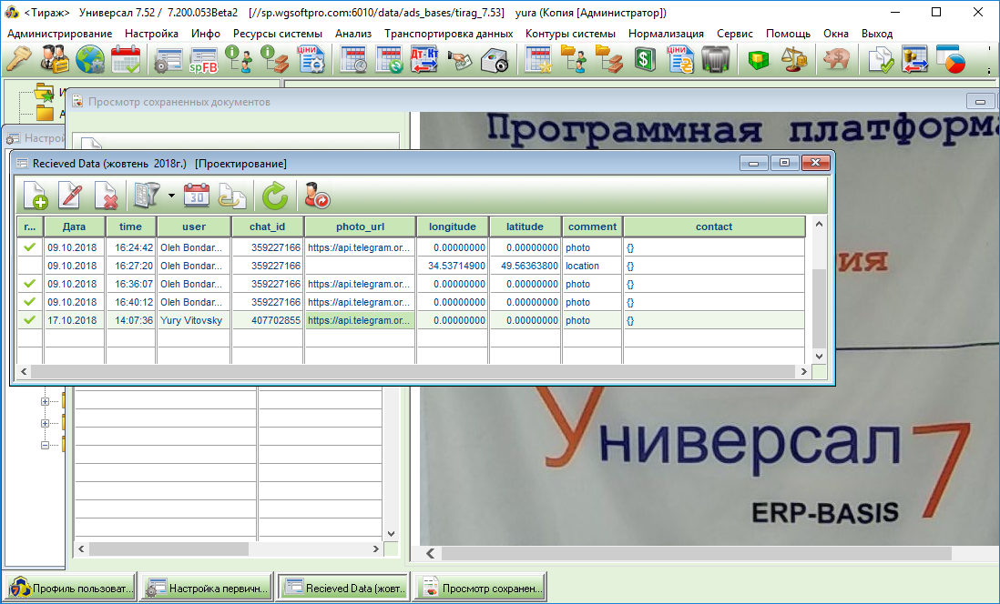 <Тираж> Универсал 7.52 / 7.200.053Beta2 [//sp.wgsoftpro.com:6010/data/ads_bases/tirag_7.53] yura (Копия [Администратор])
Администрирование Настройка Инфо Ресурсы системы Анализ Транспортировка данных Контуры системы Нормализация Сервис Помощь Окна Выход
spFB ЦІНИ Дт-Кт $ ЦІНИ
Просмотр сохраненных документов
Программная платформа
Настрой
Recieved Data (жовтень 2018г.) [Проектирование]
30
r... Дата time user chat_id photo_url longitude latitude comment contact
09.10.2018 16:24:42 Oleh Bondar... 359227166 https://api.telegram.or... 0.00000000 0.00000000 photo {}
09.10.2018 16:27:20 Oleh Bondar... 359227166 34.53714900 49.56363800 location {}
09.10.2018 16:36:07 Oleh Bondar... 359227166 https://api.telegram.or... 0.00000000 0.00000000 photo {}
09.10.2018 16:40:12 Oleh Bondar... 359227166 https://api.telegram.or... 0.00000000 0.00000000 photo {}
17.10.2018 14:07:36 Yury Vitovsky 407702855 https://api.telegram.or... 0.00000000 0.00000000 photo {}
ия
Универсал 7
ERP-BASIS
Профиль пользоват... Настройка первичн... Recieved Data (жовт... Просмотр сохранен...